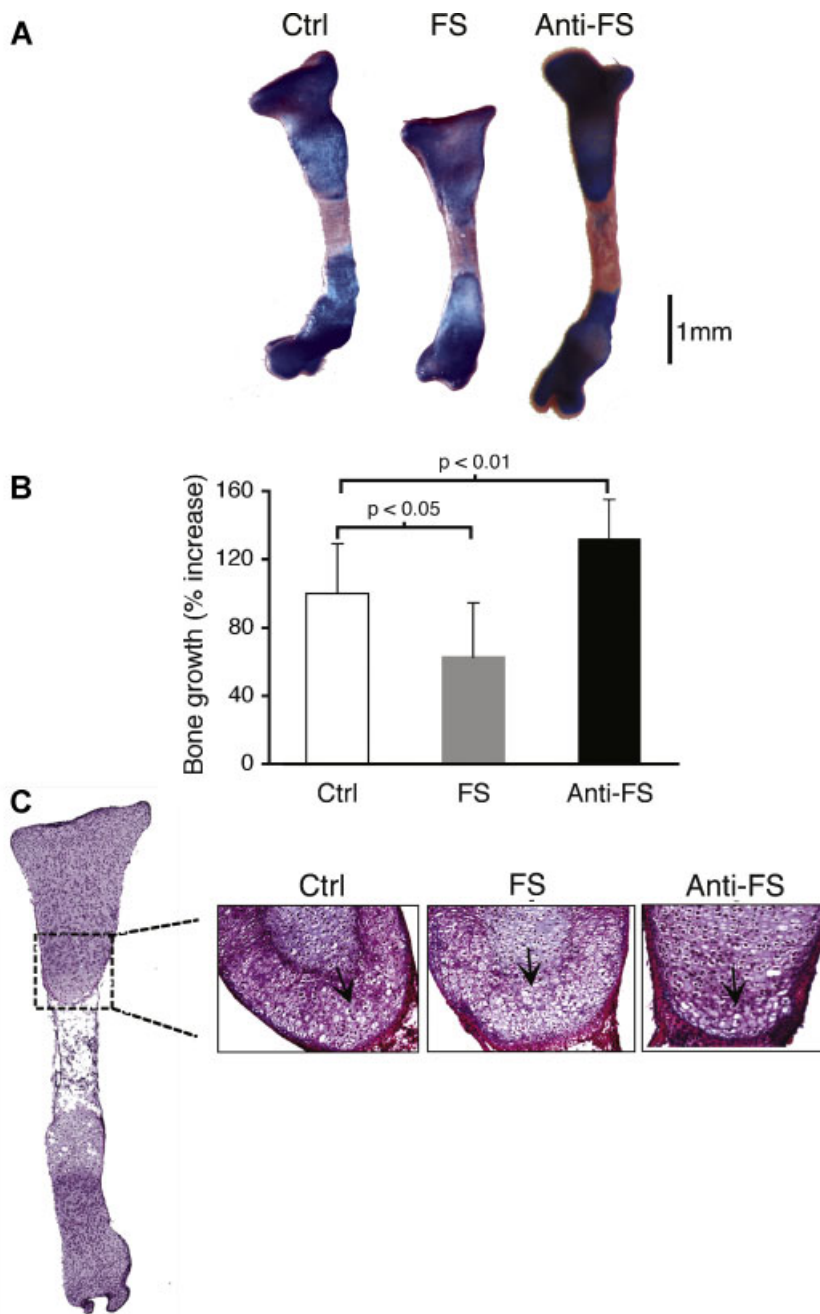 A
Ctrl FS Anti-FS
1mm
B
p < 0.01
p < 0.05
Bone growth (% increase)
160
120
80
40
0
Ctrl FS Anti-FS
C
Ctrl FS Anti-FS